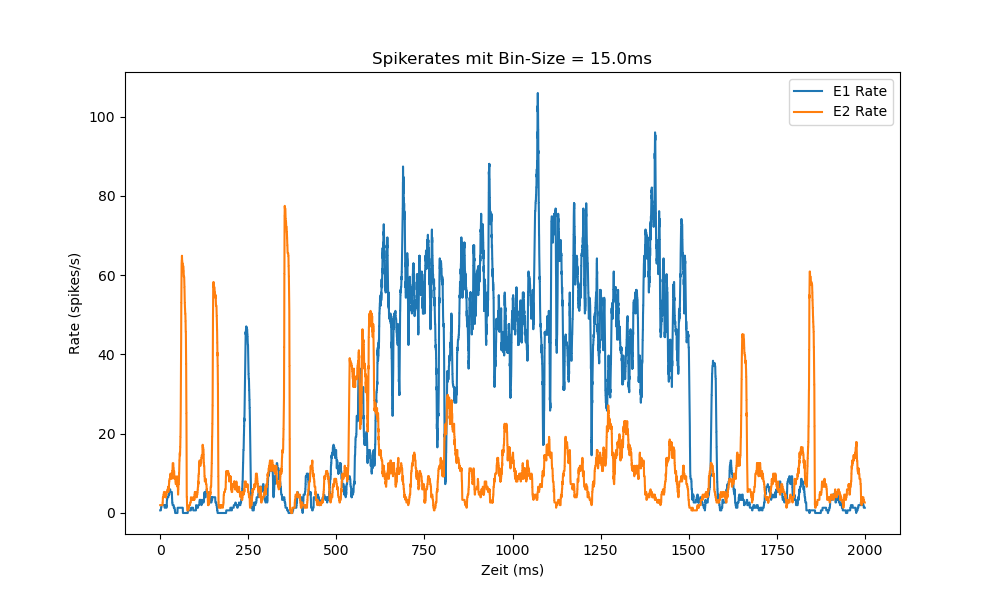 Spikerates mit Bin-Size = 15.0ms
E1 Rate
E2 Rate
Rate (spikes/s)
100
80
60
40
20
0
0 250 500 750 1000 1250 1500 1750 2000
Zeit (ms)